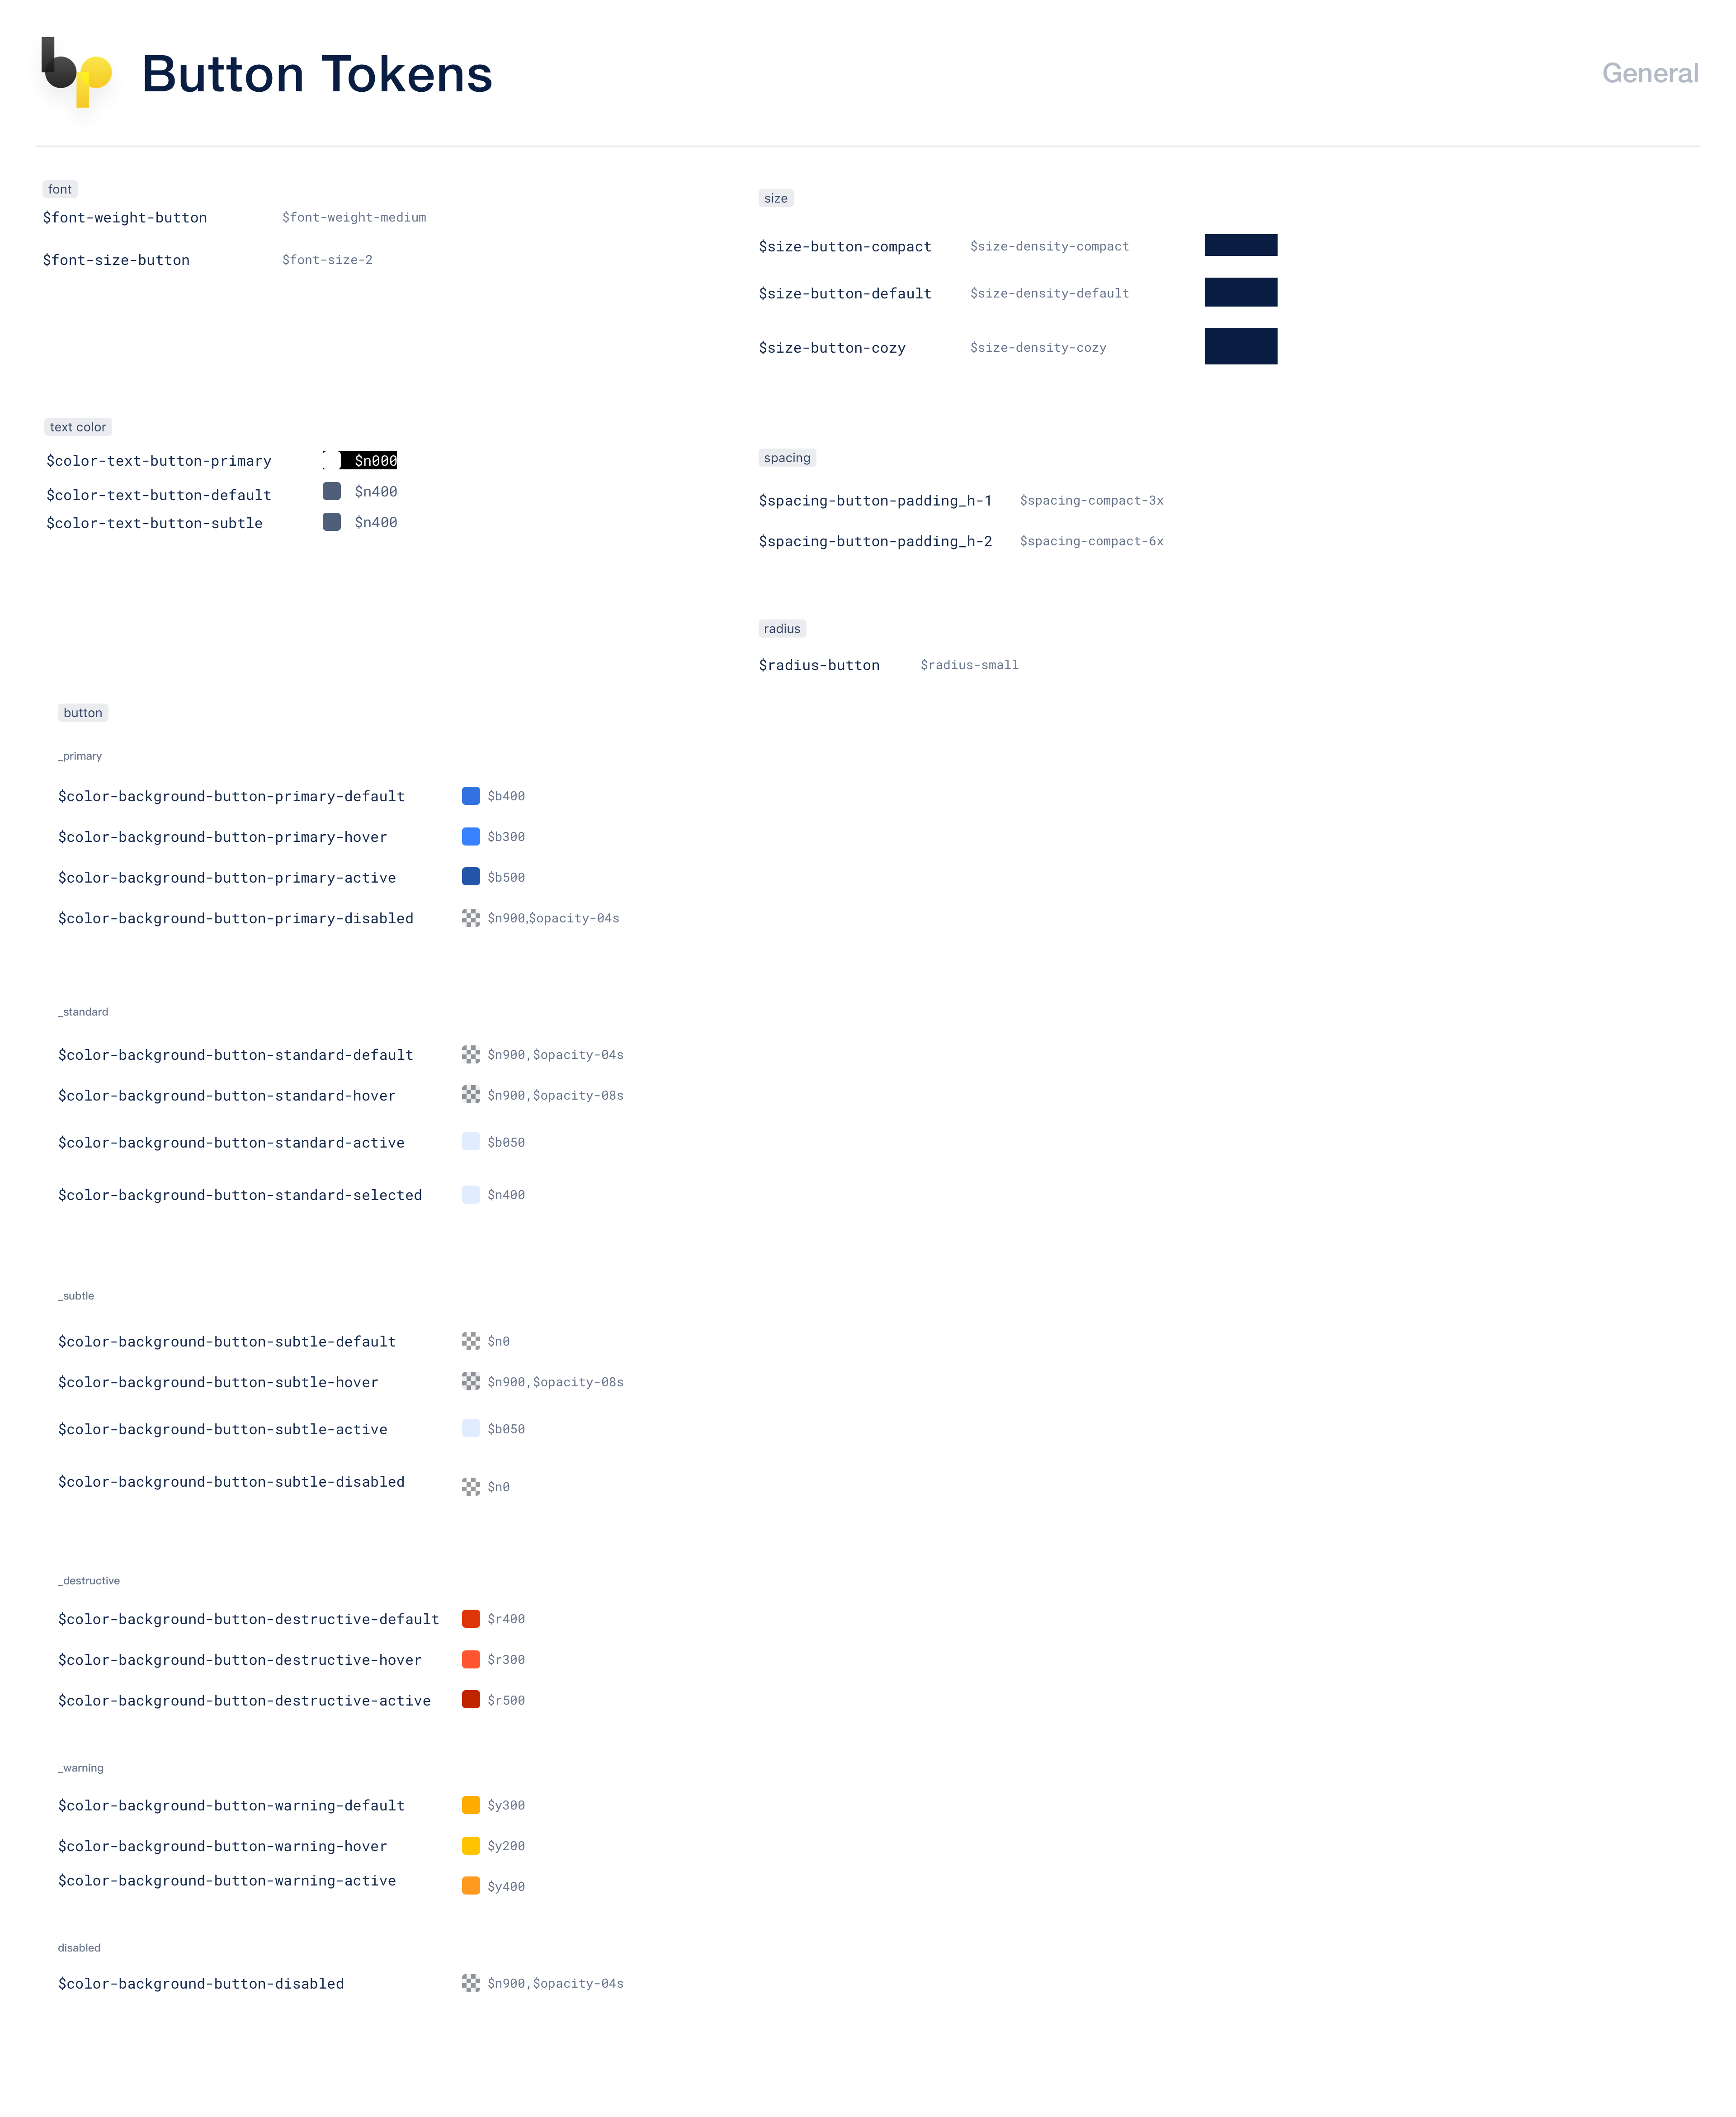 bp Button Tokens
General
font
$font-weight-button $font-weight-medium
$font-size-button $font-size-2
size
$size-button-compact $size-density-compact
$size-button-default $size-density-default
$size-button-cozy $size-density-cozy
text color
$color-text-button-primary $n000
$color-text-button-default $n400
$color-text-button-subtle $n400
spacing
$spacing-button-padding_h-1 $spacing-compact-3x
$spacing-button-padding_h-2 $spacing-compact-6x
radius
$radius-button $radius-small
button
_primary
$color-background-button-primary-default $b400
$color-background-button-primary-hover $b300
$color-background-button-primary-active $b500
$color-background-button-primary-disabled $n900,$opacity-04s
_standard
$color-background-button-standard-default $n900,$opacity-04s
$color-background-button-standard-hover $n900,$opacity-08s
$color-background-button-standard-active $b050
$color-background-button-standard-selected $n400
_subtle
$color-background-button-subtle-default $n0
$color-background-button-subtle-hover $n900,$opacity-08s
$color-background-button-subtle-active $b050
$color-background-button-subtle-disabled $n0
_destructive
$color-background-button-destructive-default $r400
$color-background-button-destructive-hover $r300
$color-background-button-destructive-active $r500
_warning
$color-background-button-warning-default $y300
$color-background-button-warning-hover $y200
$color-background-button-warning-active $y400
disabled
$color-background-button-disabled $n900,$opacity-04s